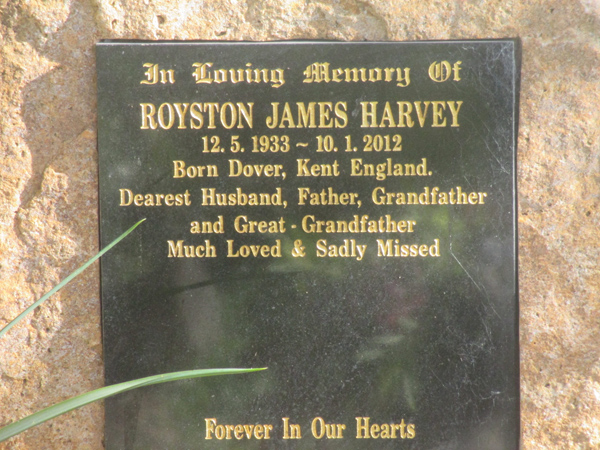 In Loving Memory Of
ROYSTON JAMES HARVEY
12. 5. 1933 ~ 10. 1. 2012
Born Dover, Kent England.
Dearest Husband, Father, Grandfather
and Great - Grandfather
Much Loved & Sadly Missed
Forever In Our Hearts